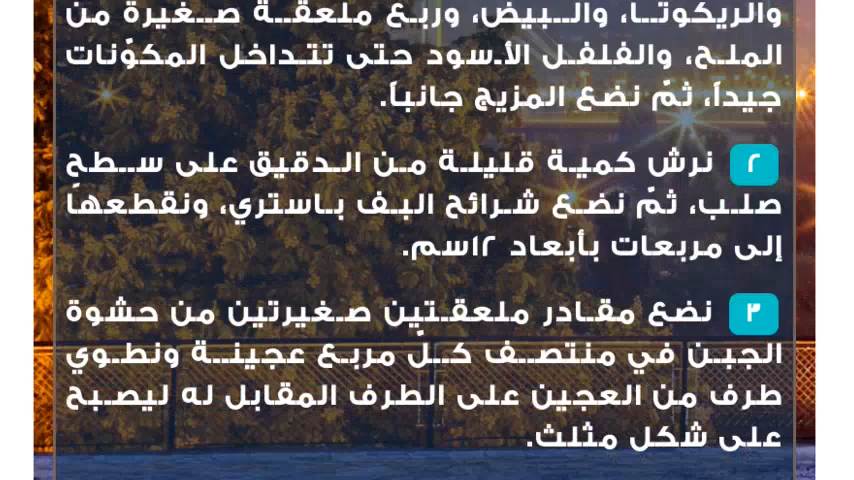 والريكوتا، والبيض، وربع ملعقة صغيرة من
الملح، والفلفل الأسود حتى تتداخل المكوّنات
جيداً، ثمّ نضع المزيج جانباً.
٢ نرش كمية قليلة من الدقيق على سطح
صلب، ثمّ نضع شرائح البف باستري، ونقطعها
إلى مربعات بأبعاد ١٢سم.
٣ نضع مقادر ملعقتين صغيرتين من حشوة
الجبن في منتصف كلّ مربع عجينة ونطوي
طرف من العجين على الطرف المقابل له ليصبح
على شكل مثلث.